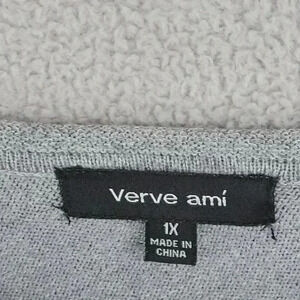 Verve amí
1X
MADE IN
CHINA